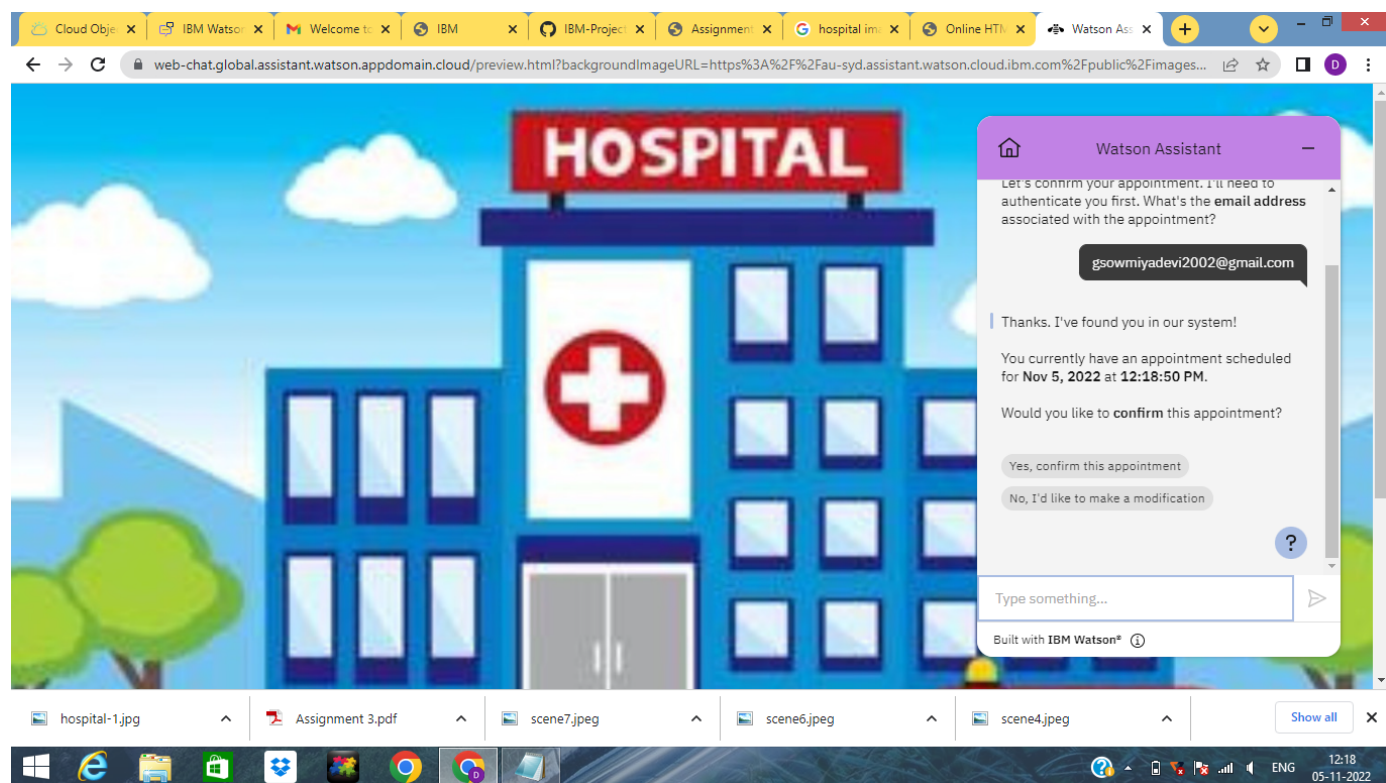 Cloud Obje
IBM Watson
Welcome to
IBM
IBM-Project
Assignment
hospital ima
Online HTM
Watson Ass
web-chat.global.assistant.watson.appdomain.cloud/preview.html?backgroundImageURL=https%3A%2F%2Fau-syd.assistant.watson.cloud.ibm.com%2Fpublic%2Fimages...
D
HOSPITAL
Watson Assistant
Let's confirm your appointment. I'll need to
authenticate you first. What's the email address
associated with the appointment?
gsowmiyadevi2002@gmail.com
Thanks. I've found you in our system!
You currently have an appointment scheduled
for Nov 5, 2022 at 12:18:50 PM.
Would you like to confirm this appointment?
Yes, confirm this appointment
No, I'd like to make a modification
?
Type something...
Built with IBM Watson®
hospital-1.jpg
Assignment 3.pdf
scene7.jpeg
scene6.jpeg
scene4.jpeg
Show all
ENG
12:18
05-11-2022